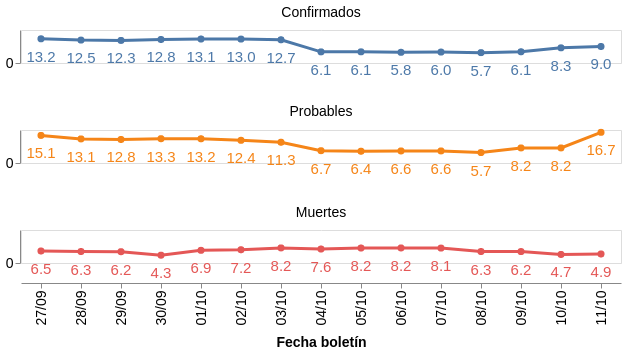 Confirmados
0
13.2 12.5 12.3 12.8 13.1 13.0 12.7 6.1 6.1 5.8 6.0 5.7 6.1 8.3 9.0
Probables
0
15.1 13.1 12.8 13.3 13.2 12.4 11.3 6.7 6.4 6.6 6.6 5.7 8.2 8.2 16.7
Muertes
0
6.5 6.3 6.2 4.3 6.9 7.2 8.2 7.6 8.2 8.2 8.1 6.3 6.2 4.7 4.9
27/09 28/09 29/09 30/09 01/10 02/10 03/10 04/10 05/10 06/10 07/10 08/10 09/10 10/10 11/10
Fecha boletín